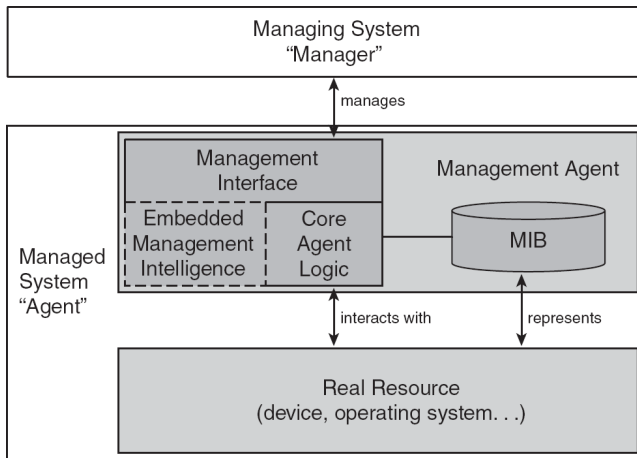 Managing System
“Manager”
manages
Management
Interface
Management Agent
Embedded
Management
Intelligence
Core
Agent
Logic
MIB
Managed
System
“Agent”
interacts with
represents
Real Resource
(device, operating system. . .)